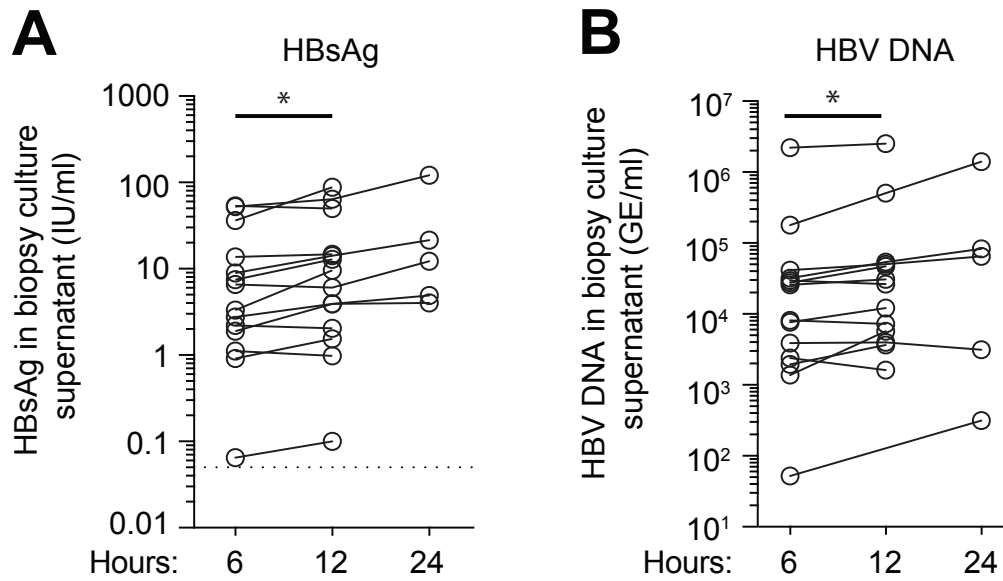 A
HBsAg
HBsAg in biopsy culture
supernatant (IU/ml)
1000
100
10
1
0.1
0.01
*
Hours: 6 12 24
B
HBV DNA
HBV DNA in biopsy culture
supernatant (GE/ml)
10⁷
10⁶
10⁵
10⁴
10³
10²
10¹
*
Hours: 6 12 24